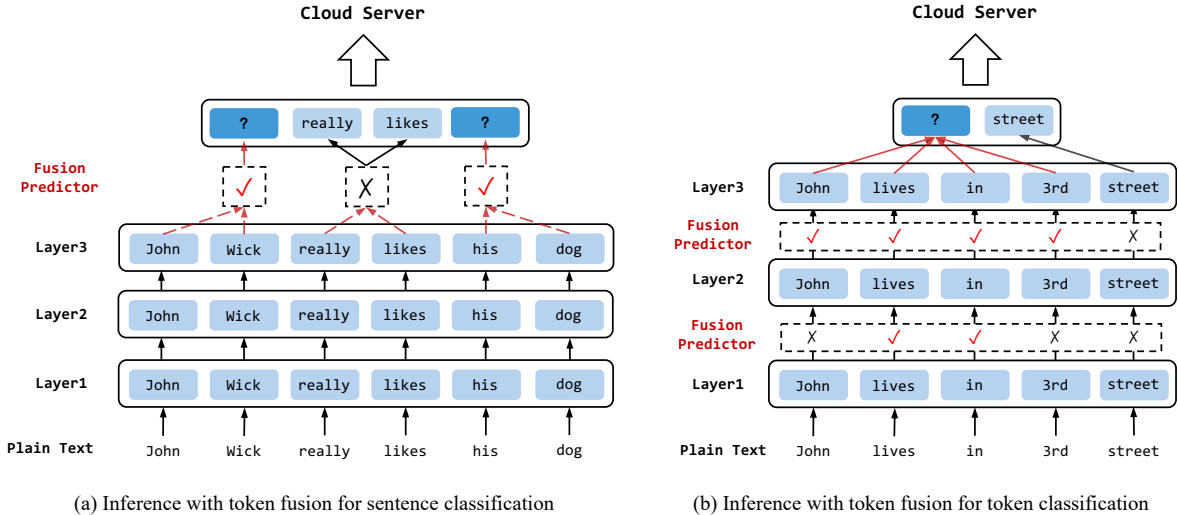 Cloud Server
? really likes ?
Fusion
Predictor
✓ ✗ ✓
Layer3 John Wick really likes his dog
Layer2 John Wick really likes his dog
Layer1 John Wick really likes his dog
Plain Text John Wick really likes his dog
(a) Inference with token fusion for sentence classification
Cloud Server
? street
Layer3 John lives in 3rd street
Fusion
Predictor
✓ ✓ ✓ ✓ ✗
Layer2 John lives in 3rd street
Fusion
Predictor
✗ ✓ ✓ ✗ ✗
Layer1 John lives in 3rd street
Plain Text John lives in 3rd street
(b) Inference with token fusion for token classification